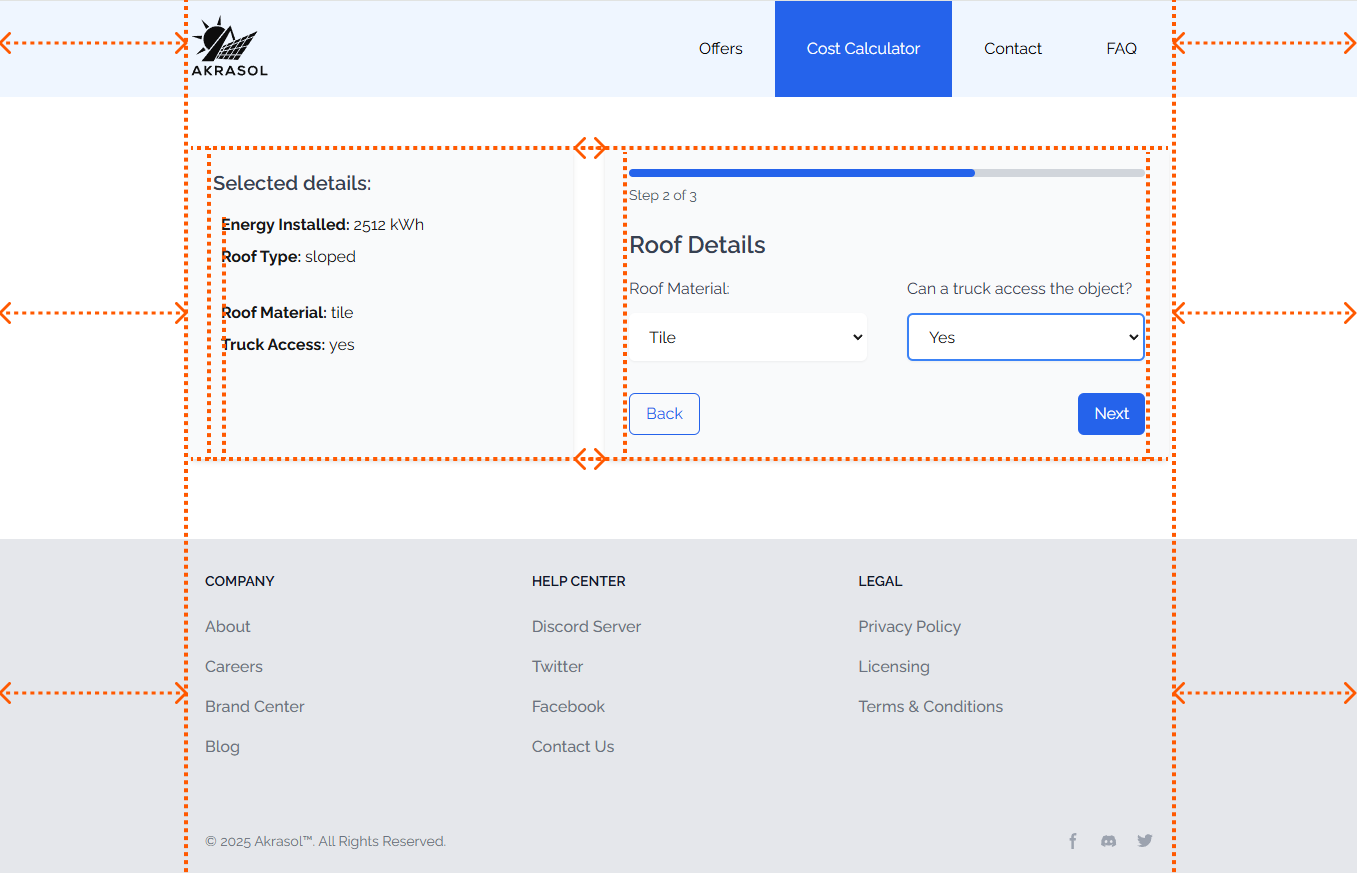 AKRASOL
Offers
Cost Calculator
Contact
FAQ
Selected details:
Energy Installed: 2512 kWh
Roof Type: sloped
Roof Material: tile
Truck Access: yes
Step 2 of 3
Roof Details
Roof Material:
Can a truck access the object?
Tile
Yes
Back
Next
COMPANY
About
Careers
Brand Center
Blog
HELP CENTER
Discord Server
Twitter
Facebook
Contact Us
LEGAL
Privacy Policy
Licensing
Terms & Conditions
© 2025 Akrasol™. All Rights Reserved.